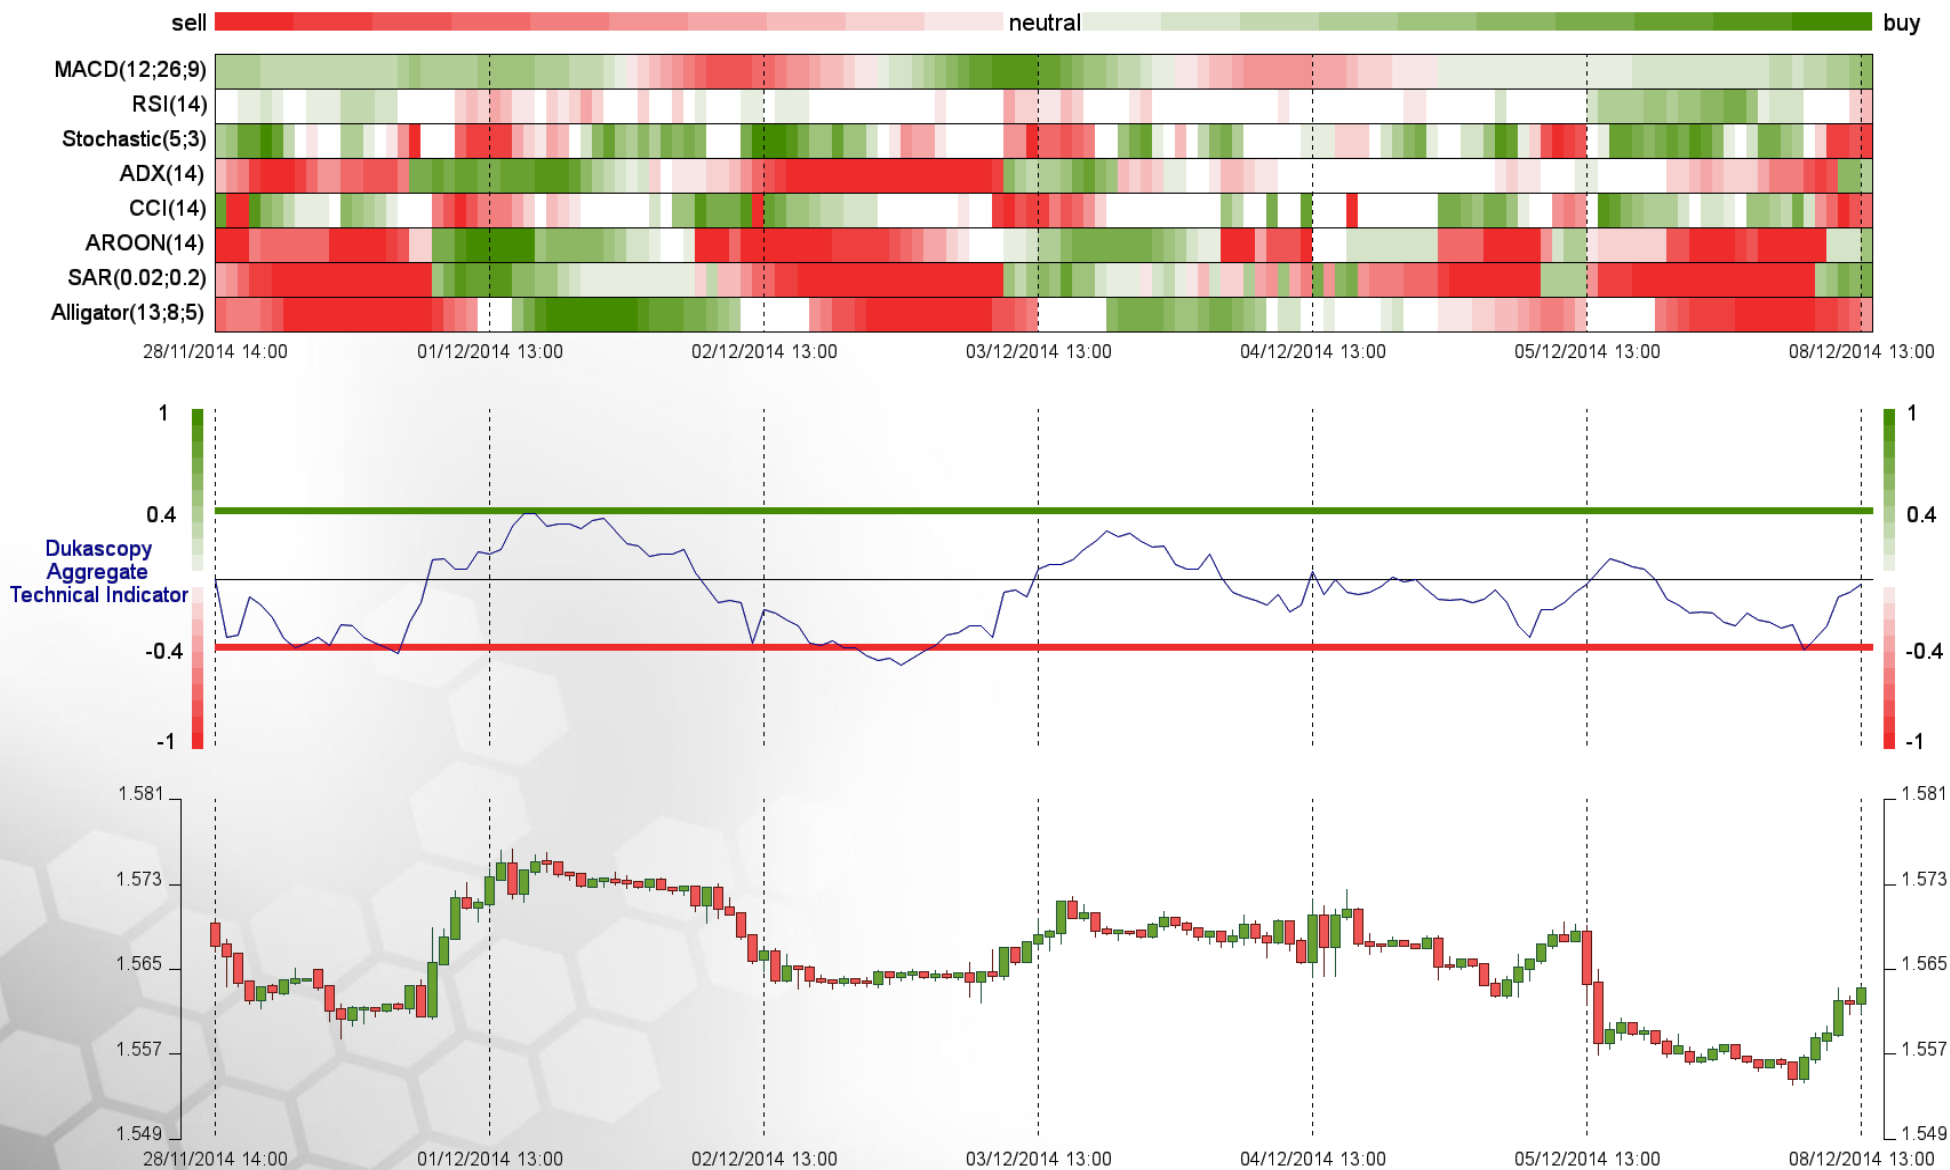 sell neutral buy
MACD(12;26;9)
RSI(14)
Stochastic(5;3)
ADX(14)
CCI(14)
AROON(14)
SAR(0.02;0.2)
Alligator(13;8;5)
28/11/2014 14:00 01/12/2014 13:00 02/12/2014 13:00 03/12/2014 13:00 04/12/2014 13:00 05/12/2014 13:00 08/12/2014 13:00
1 1
0.4 0.4
Dukascopy
Aggregate
Technical Indicator
-0.4 -0.4
-1 -1
1.581 1.581
1.573 1.573
1.565 1.565
1.557 1.557
1.549 1.549
28/11/2014 14:00 01/12/2014 13:00 02/12/2014 13:00 03/12/2014 13:00 04/12/2014 13:00 05/12/2014 13:00 08/12/2014 13:00